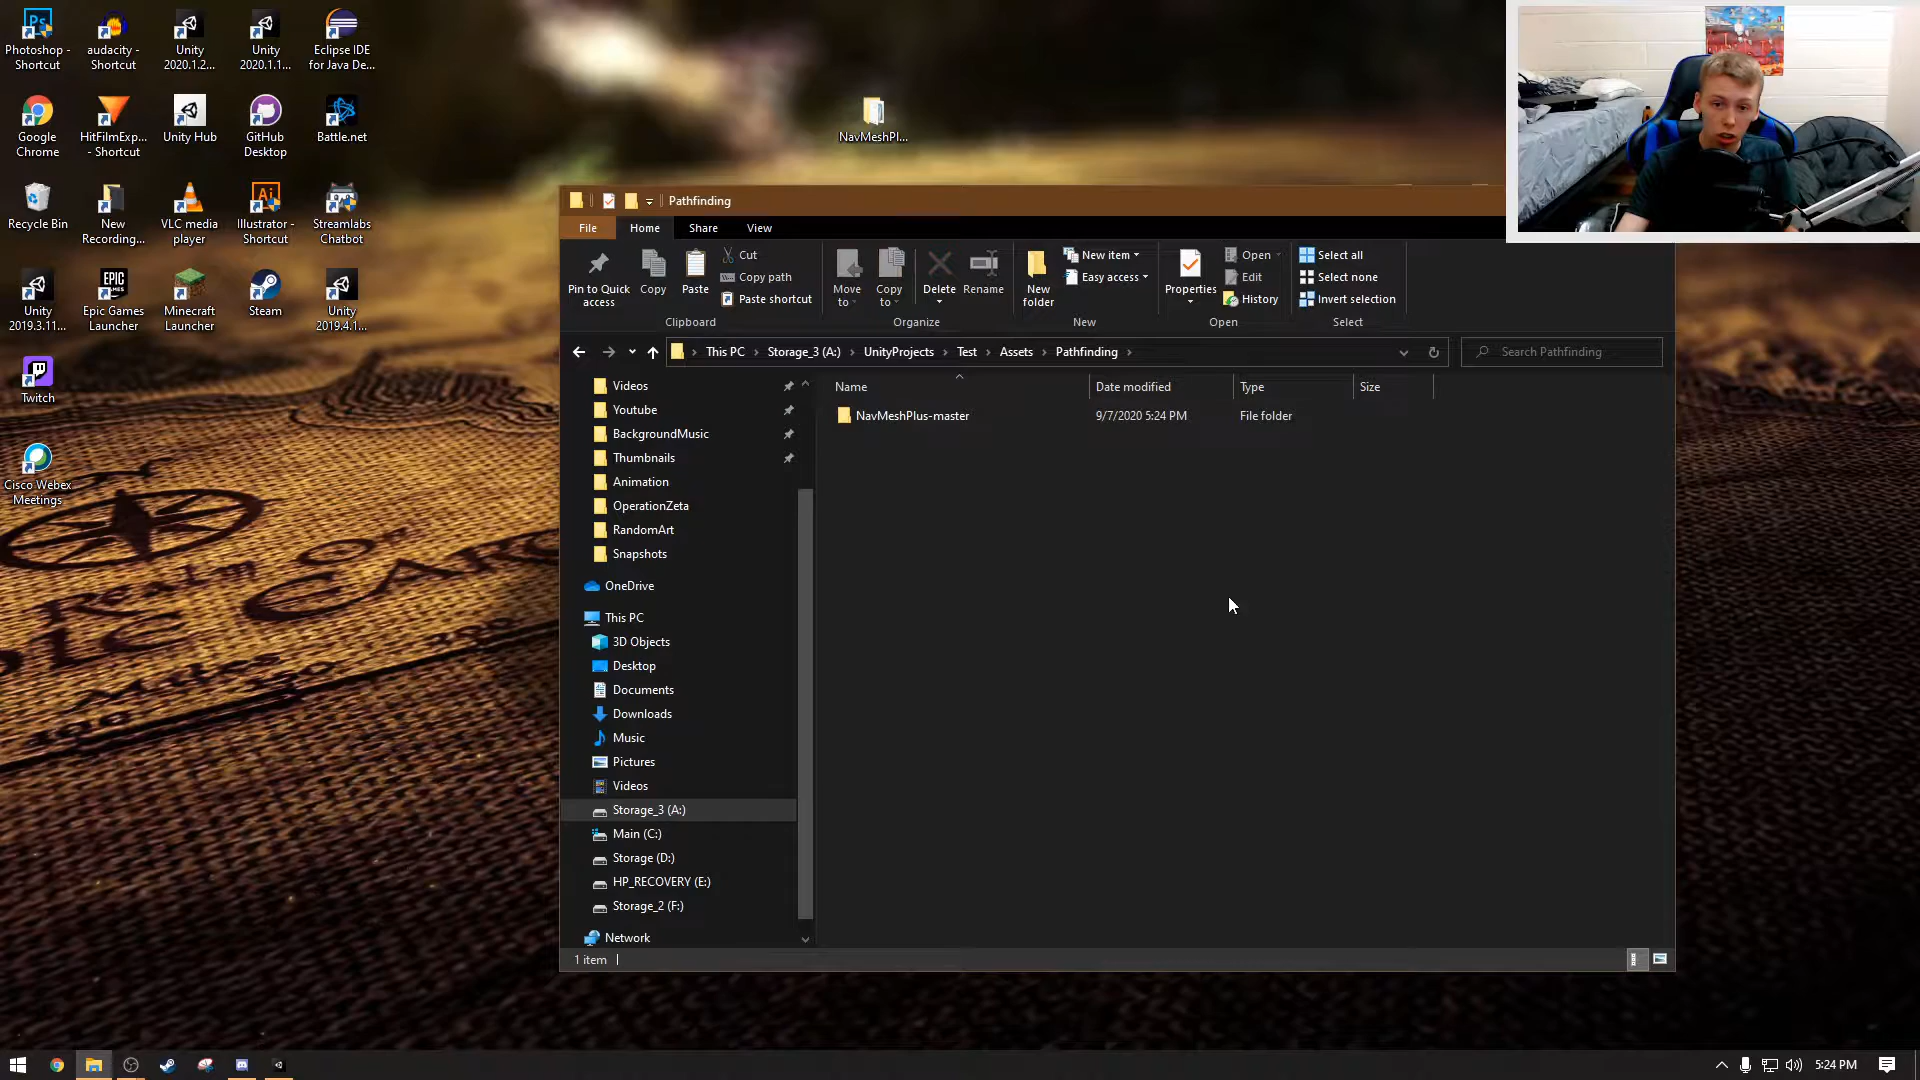 Photoshop -
Shortcut
audacity -
Shortcut
Unity
2020.1.2...
Unity
2020.1.1...
Eclipse IDE
for Java De...
Google
Chrome
HitFilmExp...
- Shortcut
Unity Hub
GitHub
Desktop
Battle.net
Recycle Bin
New
Recording...
VLC media
player
Illustrator -
Shortcut
Streamlabs
Chatbot
Unity
2019.3.11...
Epic Games
Launcher
Minecraft
Launcher
Steam
Unity
2019.4.1...
Twitch
Cisco Webex
Meetings
NavMeshPl...
Pathfinding
File Home Share View
Pin to Quick
access
Copy
Paste
Cut
Copy path
Paste shortcut
Clipboard
Move
to
Copy
to
Delete
Rename
Organize
New
folder
New item
Easy access
New
Properties
Open
Edit
History
Open
Select all
Select none
Invert selection
Select
This PC > Storage_3 (A:) > UnityProjects > Test > Assets > Pathfinding >
Search Pathfinding
Name Date modified Type Size
NavMeshPlus-master 9/7/2020 5:24 PM File folder
Videos
Youtube
BackgroundMusic
Thumbnails
Animation
OperationZeta
RandomArt
Snapshots
OneDrive
This PC
3D Objects
Desktop
Documents
Downloads
Music
Pictures
Videos
Storage_3 (A:)
Main (C:)
Storage (D:)
HP_RECOVERY (E:)
Storage_2 (F:)
Network
1 item
5:24 PM